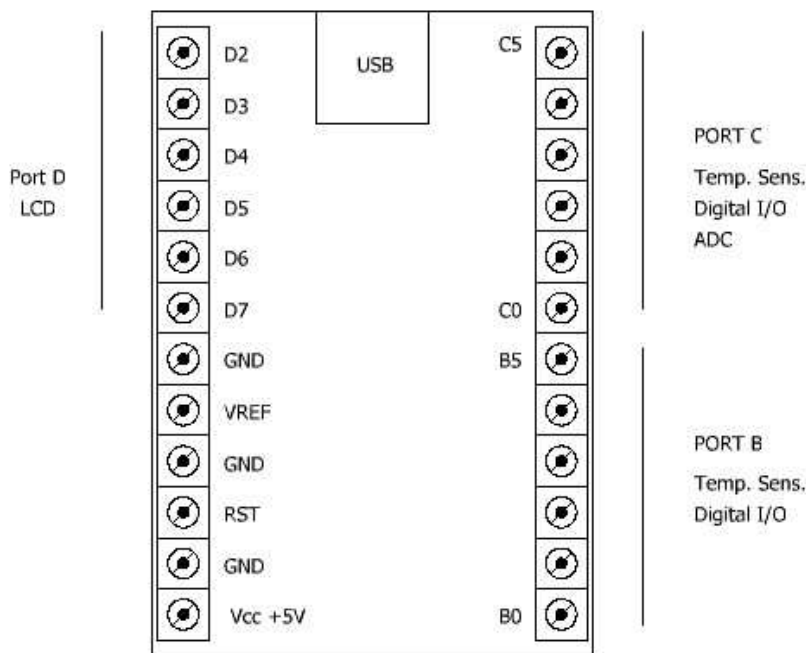 Port D
LCD
D2
D3
D4
D5
D6
D7
GND
VREF
GND
RST
GND
Vcc +5V
USB
C5
C0
B5
B0
PORT C
Temp. Sens.
Digital I/O
ADC
PORT B
Temp. Sens.
Digital I/O